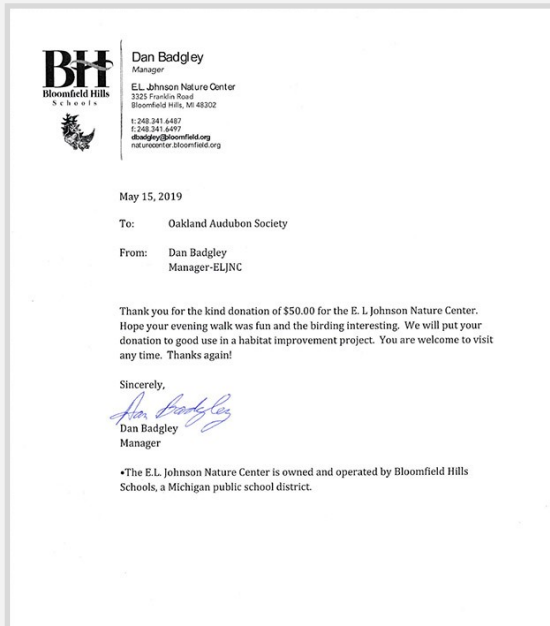 BH
Bloomfield Hills
Schools
Dan Badgley
Manager
E.L. Johnson Nature Center
3325 Franklin Road
Bloomfield Hills, MI 48302
t: 248.341.6487
f: 248.341.6497
dbadgley@bloomfield.org
naturecenter.bloomfield.org
May 15, 2019
To: Oakland Audubon Society
From: Dan Badgley
Manager-ELJNC
Thank you for the kind donation of $50.00 for the E. L Johnson Nature Center.
Hope your evening walk was fun and the birding interesting. We will put your
donation to good use in a habitat improvement project. You are welcome to visit
any time. Thanks again!
Sincerely,
Dan Badgley
Dan Badgley
Manager
•The E.L. Johnson Nature Center is owned and operated by Bloomfield Hills
Schools, a Michigan public school district.